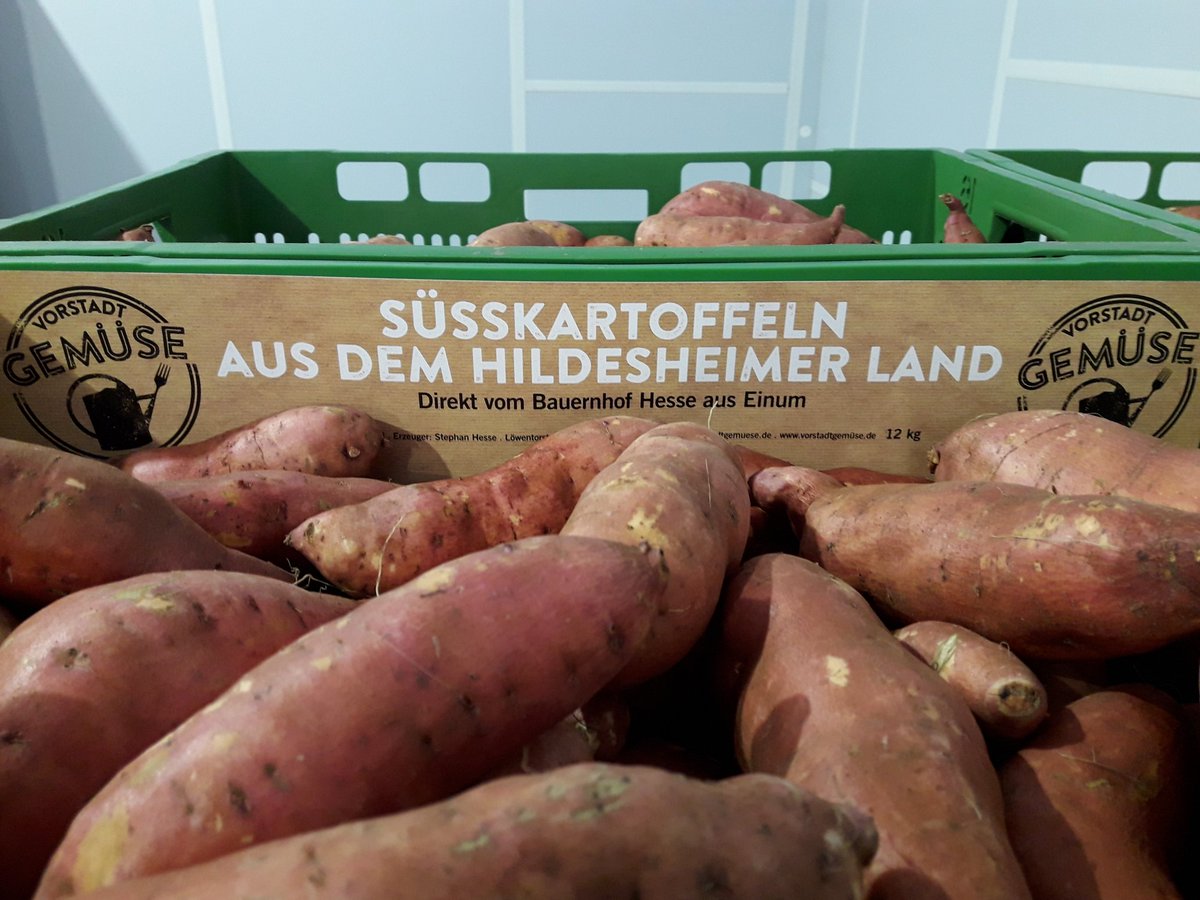 VORSTADT
GEMÜSE
SÜSSKARTOFFELN
AUS DEM HILDESHEIMER LAND
Direkt vom Bauernhof Hesse aus Einum
Erzeuger: Stephan Hesse . www.vorstadtgemüse.de 12 kg
VORSTADT
GEMÜSE